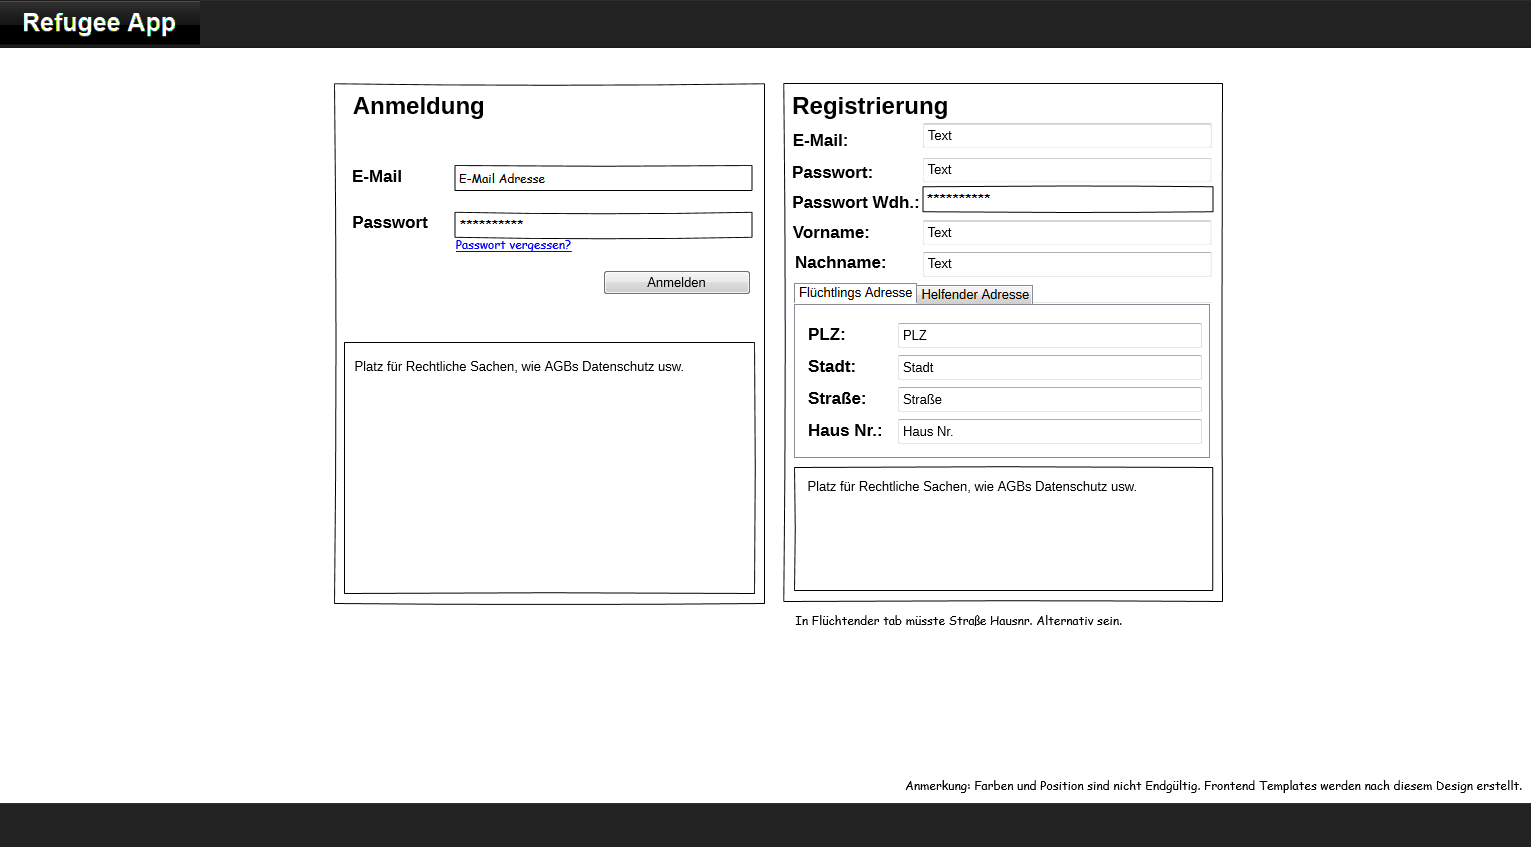 Refugee App
Anmeldung
E-Mail
E-Mail Adresse
Passwort
**********
Passwort vergessen?
Anmelden
Platz für Rechtliche Sachen, wie AGBs Datenschutz usw.
Registrierung
E-Mail:
Text
Passwort:
Text
Passwort Wdh.:
**********
Vorname:
Text
Nachname:
Text
Flüchtlings Adresse
Helfender Adresse
PLZ:
PLZ
Stadt:
Stadt
Straße:
Straße
Haus Nr.:
Haus Nr.
Platz für Rechtliche Sachen, wie AGBs Datenschutz usw.
In Flüchtender tab müsste Straße Hausnr. Alternativ sein.
Anmerkung: Farben und Position sind nicht Endgültig. Frontend Templates werden nach diesem Design erstellt.